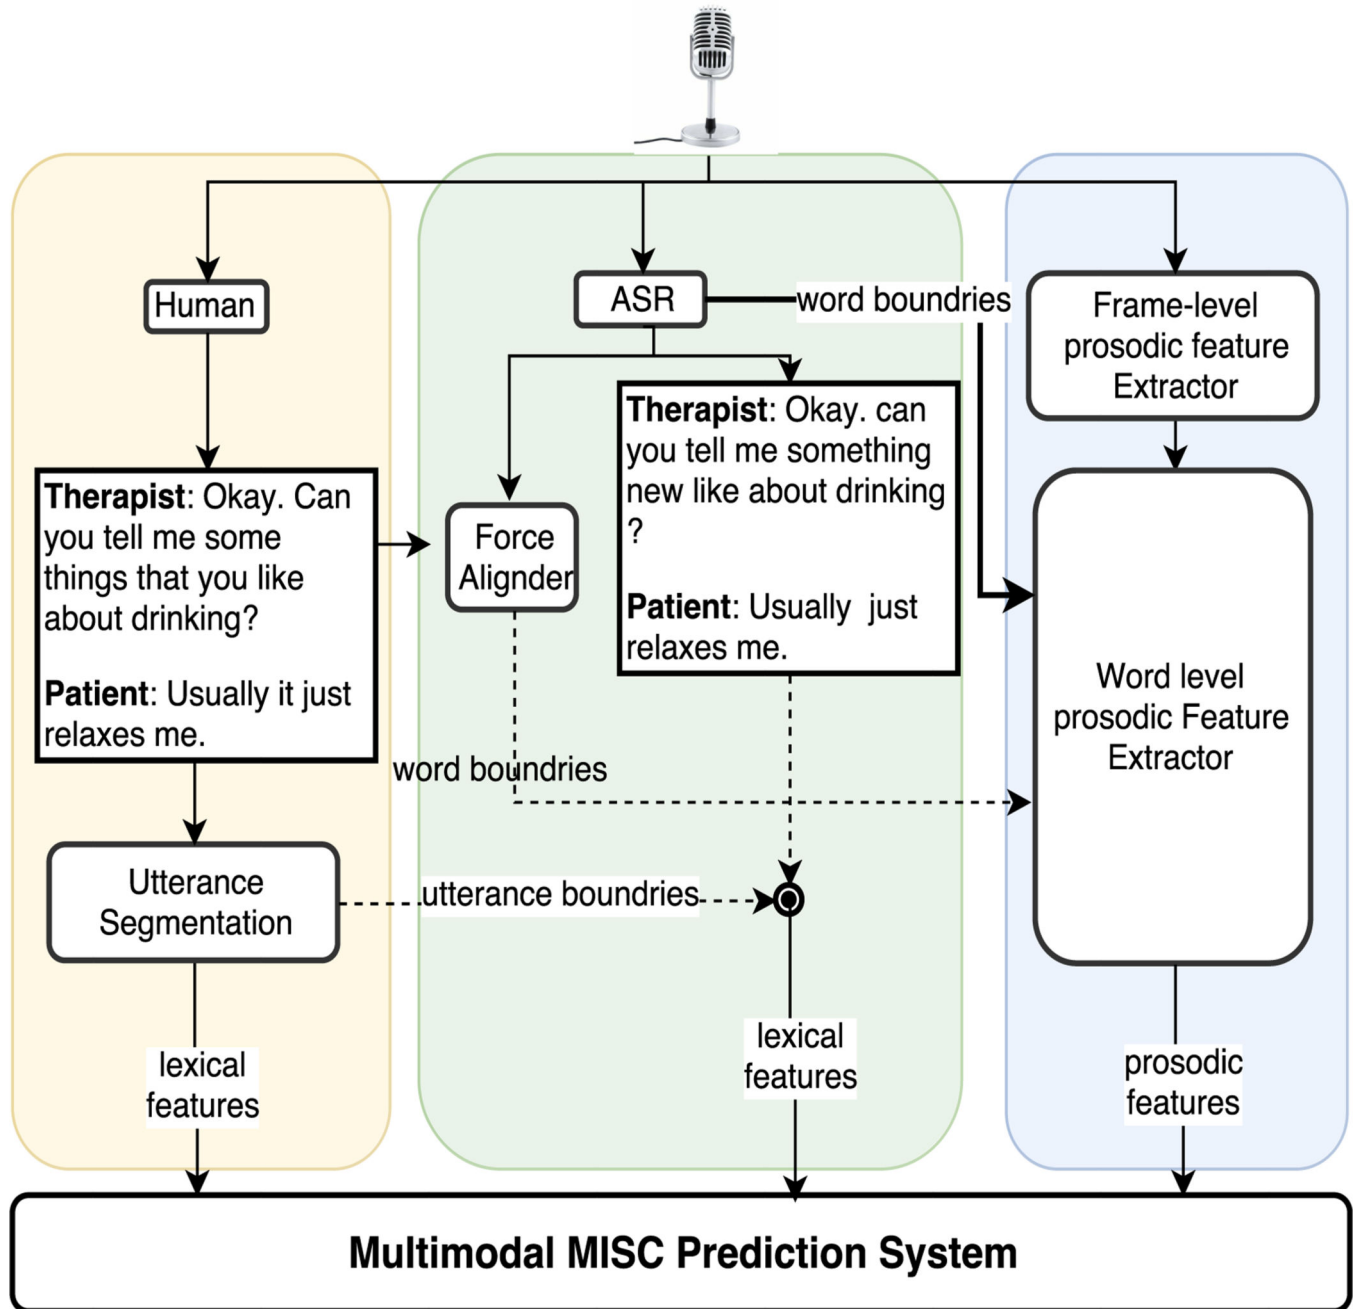 Human
ASR
word boundries
Frame-level
prosodic feature
Extractor
Therapist: Okay. Can
you tell me some
things that you like
about drinking?
Patient: Usually it just
relaxes me.
Force
Alignder
Therapist: Okay. can
you tell me something
new like about drinking
?
Patient: Usually  just
relaxes me.
Word level
prosodic Feature
Extractor
word boundries
Utterance
Segmentation
utterance boundries
lexical
features
lexical
features
prosodic
features
Multimodal MISC Prediction System